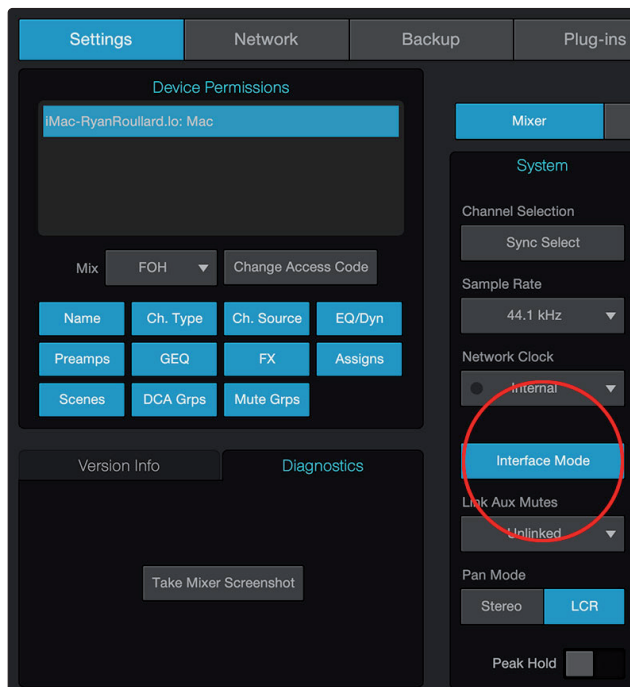 Settings Network Backup Plug-ins
Device Permissions
iMac-RyanRoullard.lo: Mac
Mix FOH Change Access Code
Name Ch. Type Ch. Source EQ/Dyn
Preamps GEQ FX Assigns
Scenes DCA Grps Mute Grps
Version Info Diagnostics
Take Mixer Screenshot
Mixer
System
Channel Selection
Sync Select
Sample Rate
44.1 kHz
Network Clock
Internal
Interface Mode
Link Aux Mutes
Unlinked
Pan Mode
Stereo LCR
Peak Hold